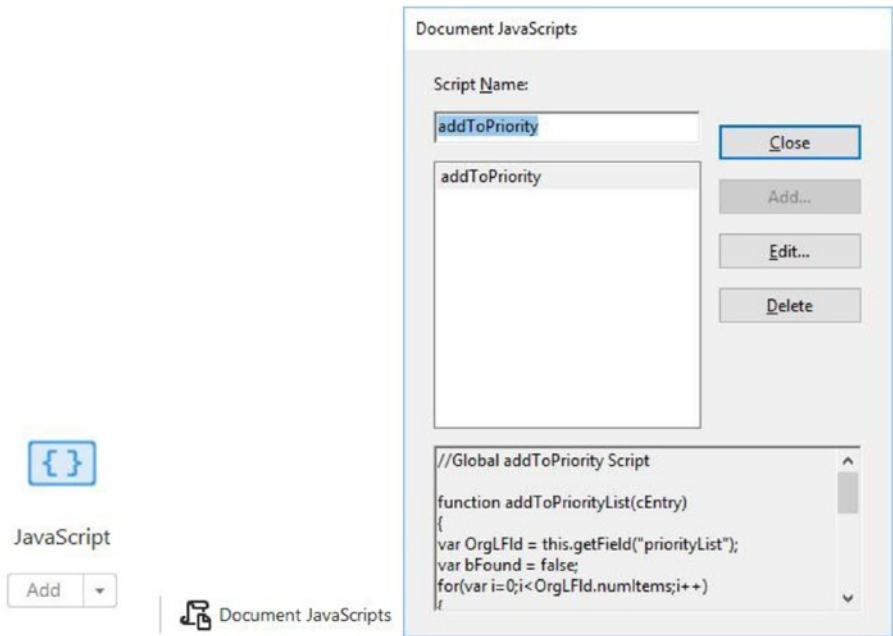 Document JavaScripts
Script Name:
addToPriority
Close
addToPriority
Add...
Edit...
Delete
{ }
JavaScript
Add
Document JavaScripts
//Global addToPriority Script
function addToPriorityList(cEntry)
{
var OrgLFld = this.getField("priorityList");
var bFound = false;
for(var i=0;i<OrgLFld.numItems;i++)
{